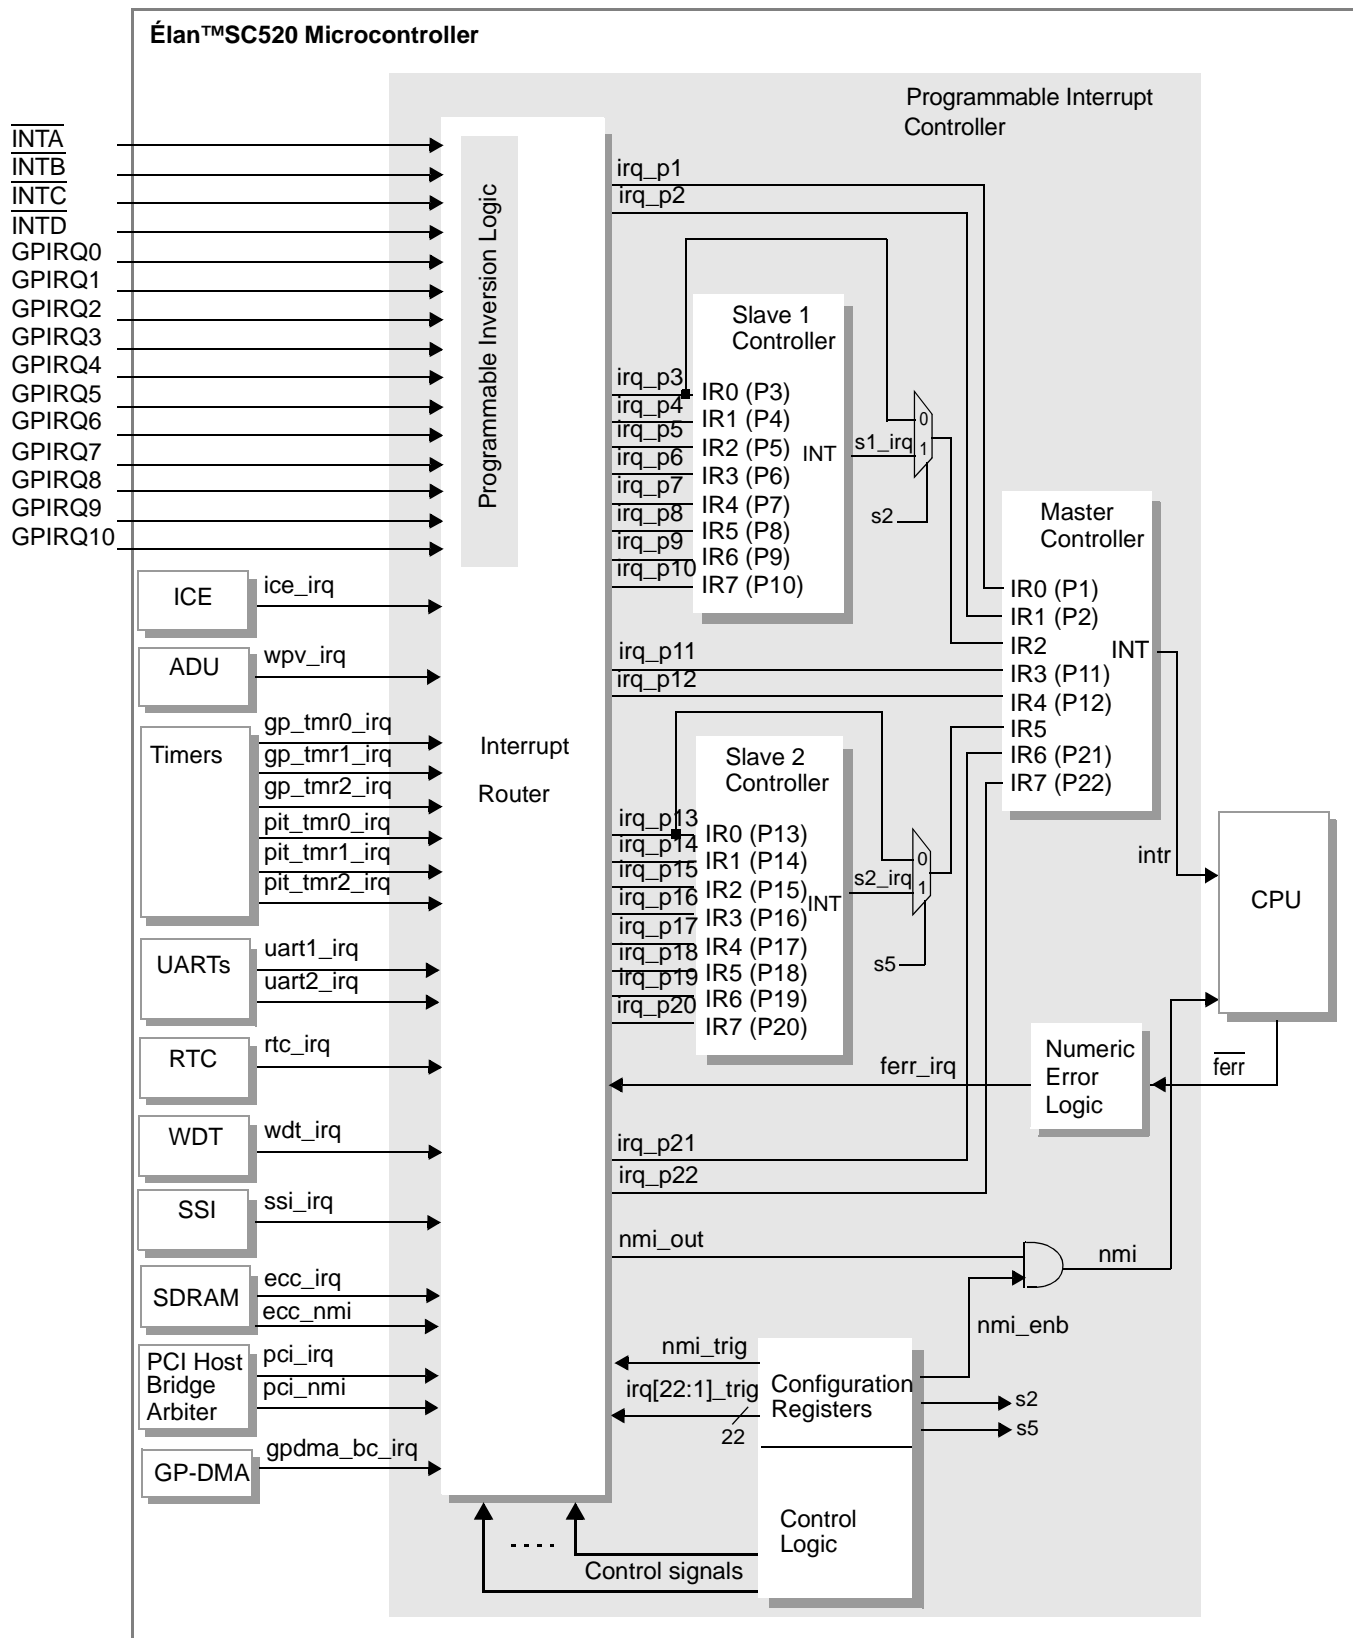 Élan™SC520 Microcontroller
Programmable Interrupt
Controller
INTA
INTB
INTC
INTD
GPIRQ0
GPIRQ1
GPIRQ2
GPIRQ3
GPIRQ4
GPIRQ5
GPIRQ6
GPIRQ7
GPIRQ8
GPIRQ9
GPIRQ10
Programmable Inversion Logic
Interrupt
Router
ICE
ice_irq
ADU
wpv_irq
Timers
gp_tmr0_irq
gp_tmr1_irq
gp_tmr2_irq
pit_tmr0_irq
pit_tmr1_irq
pit_tmr2_irq
UARTs
uart1_irq
uart2_irq
RTC
rtc_irq
WDT
wdt_irq
SSI
ssi_irq
SDRAM
ecc_irq
ecc_nmi
PCI Host
Bridge
Arbiter
pci_irq
pci_nmi
GP-DMA
gpdma_bc_irq
irq_p1
irq_p2
irq_p3
irq_p4
irq_p5
irq_p6
irq_p7
irq_p8
irq_p9
irq_p10
Slave 1
Controller
IR0 (P3)
IR1 (P4)
IR2 (P5)
IR3 (P6)
IR4 (P7)
IR5 (P8)
IR6 (P9)
IR7 (P10)
INT
s1_irq
0
1
s2
irq_p11
irq_p12
Master
Controller
IR0 (P1)
IR1 (P2)
IR2
IR3 (P11)
IR4 (P12)
IR5
IR6 (P21)
IR7 (P22)
INT
irq_p13
irq_p14
irq_p15
irq_p16
irq_p17
irq_p18
irq_p19
irq_p20
Slave 2
Controller
IR0 (P13)
IR1 (P14)
IR2 (P15)
IR3 (P16)
IR4 (P17)
IR5 (P18)
IR6 (P19)
IR7 (P20)
INT
s2_irq
0
1
s5
intr
CPU
ferr_irq
Numeric
Error
Logic
ferr
irq_p21
irq_p22
nmi_out
nmi
nmi_enb
nmi_trig
irq[22:1]_trig
22
Configuration
Registers
s2
s5
Control
Logic
Control signals